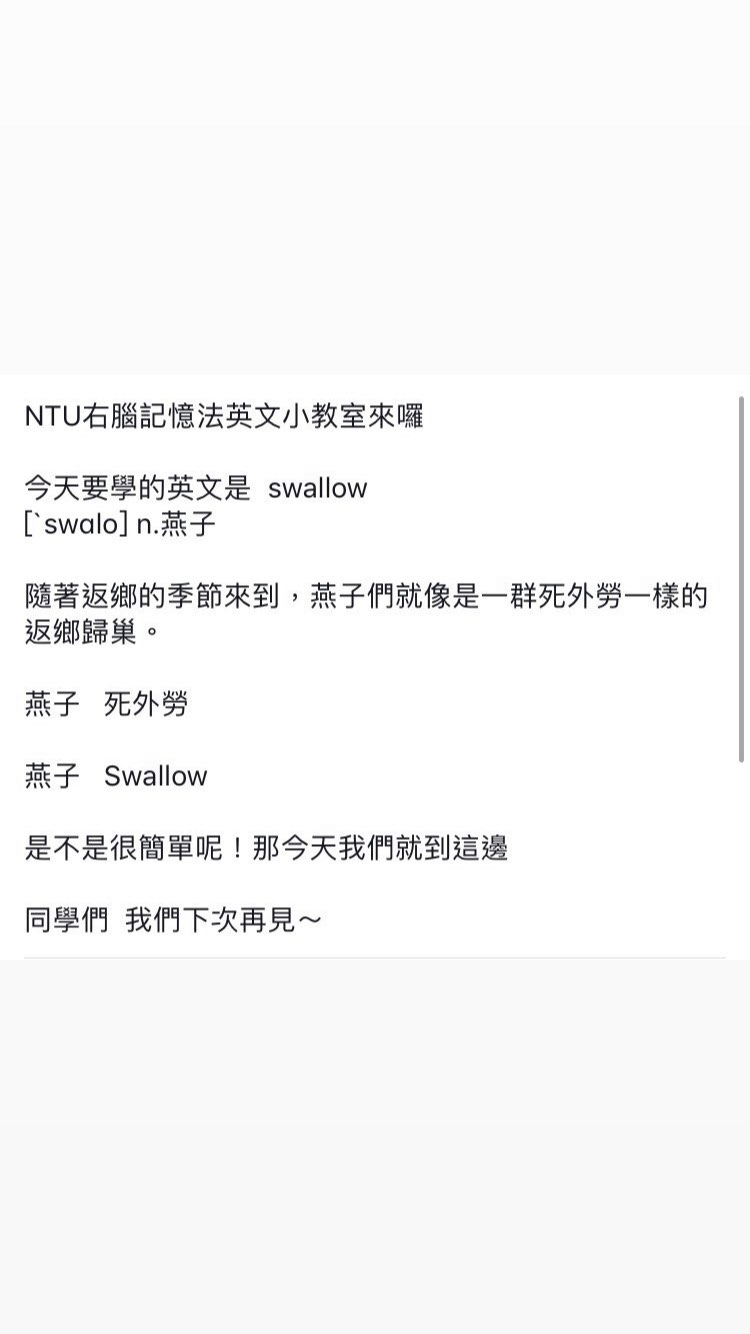 NTU右腦記憶法英文小教室來囉
今天要學的英文是 swallow
[ˋswɑlo] n.燕子
隨著返鄉的季節來到，燕子們就像是一群死外勞一樣的
返鄉歸巢。
燕子 死外勞
燕子 Swallow
是不是很簡單呢！那今天我們就到這邊
同學們 我們下次再見～